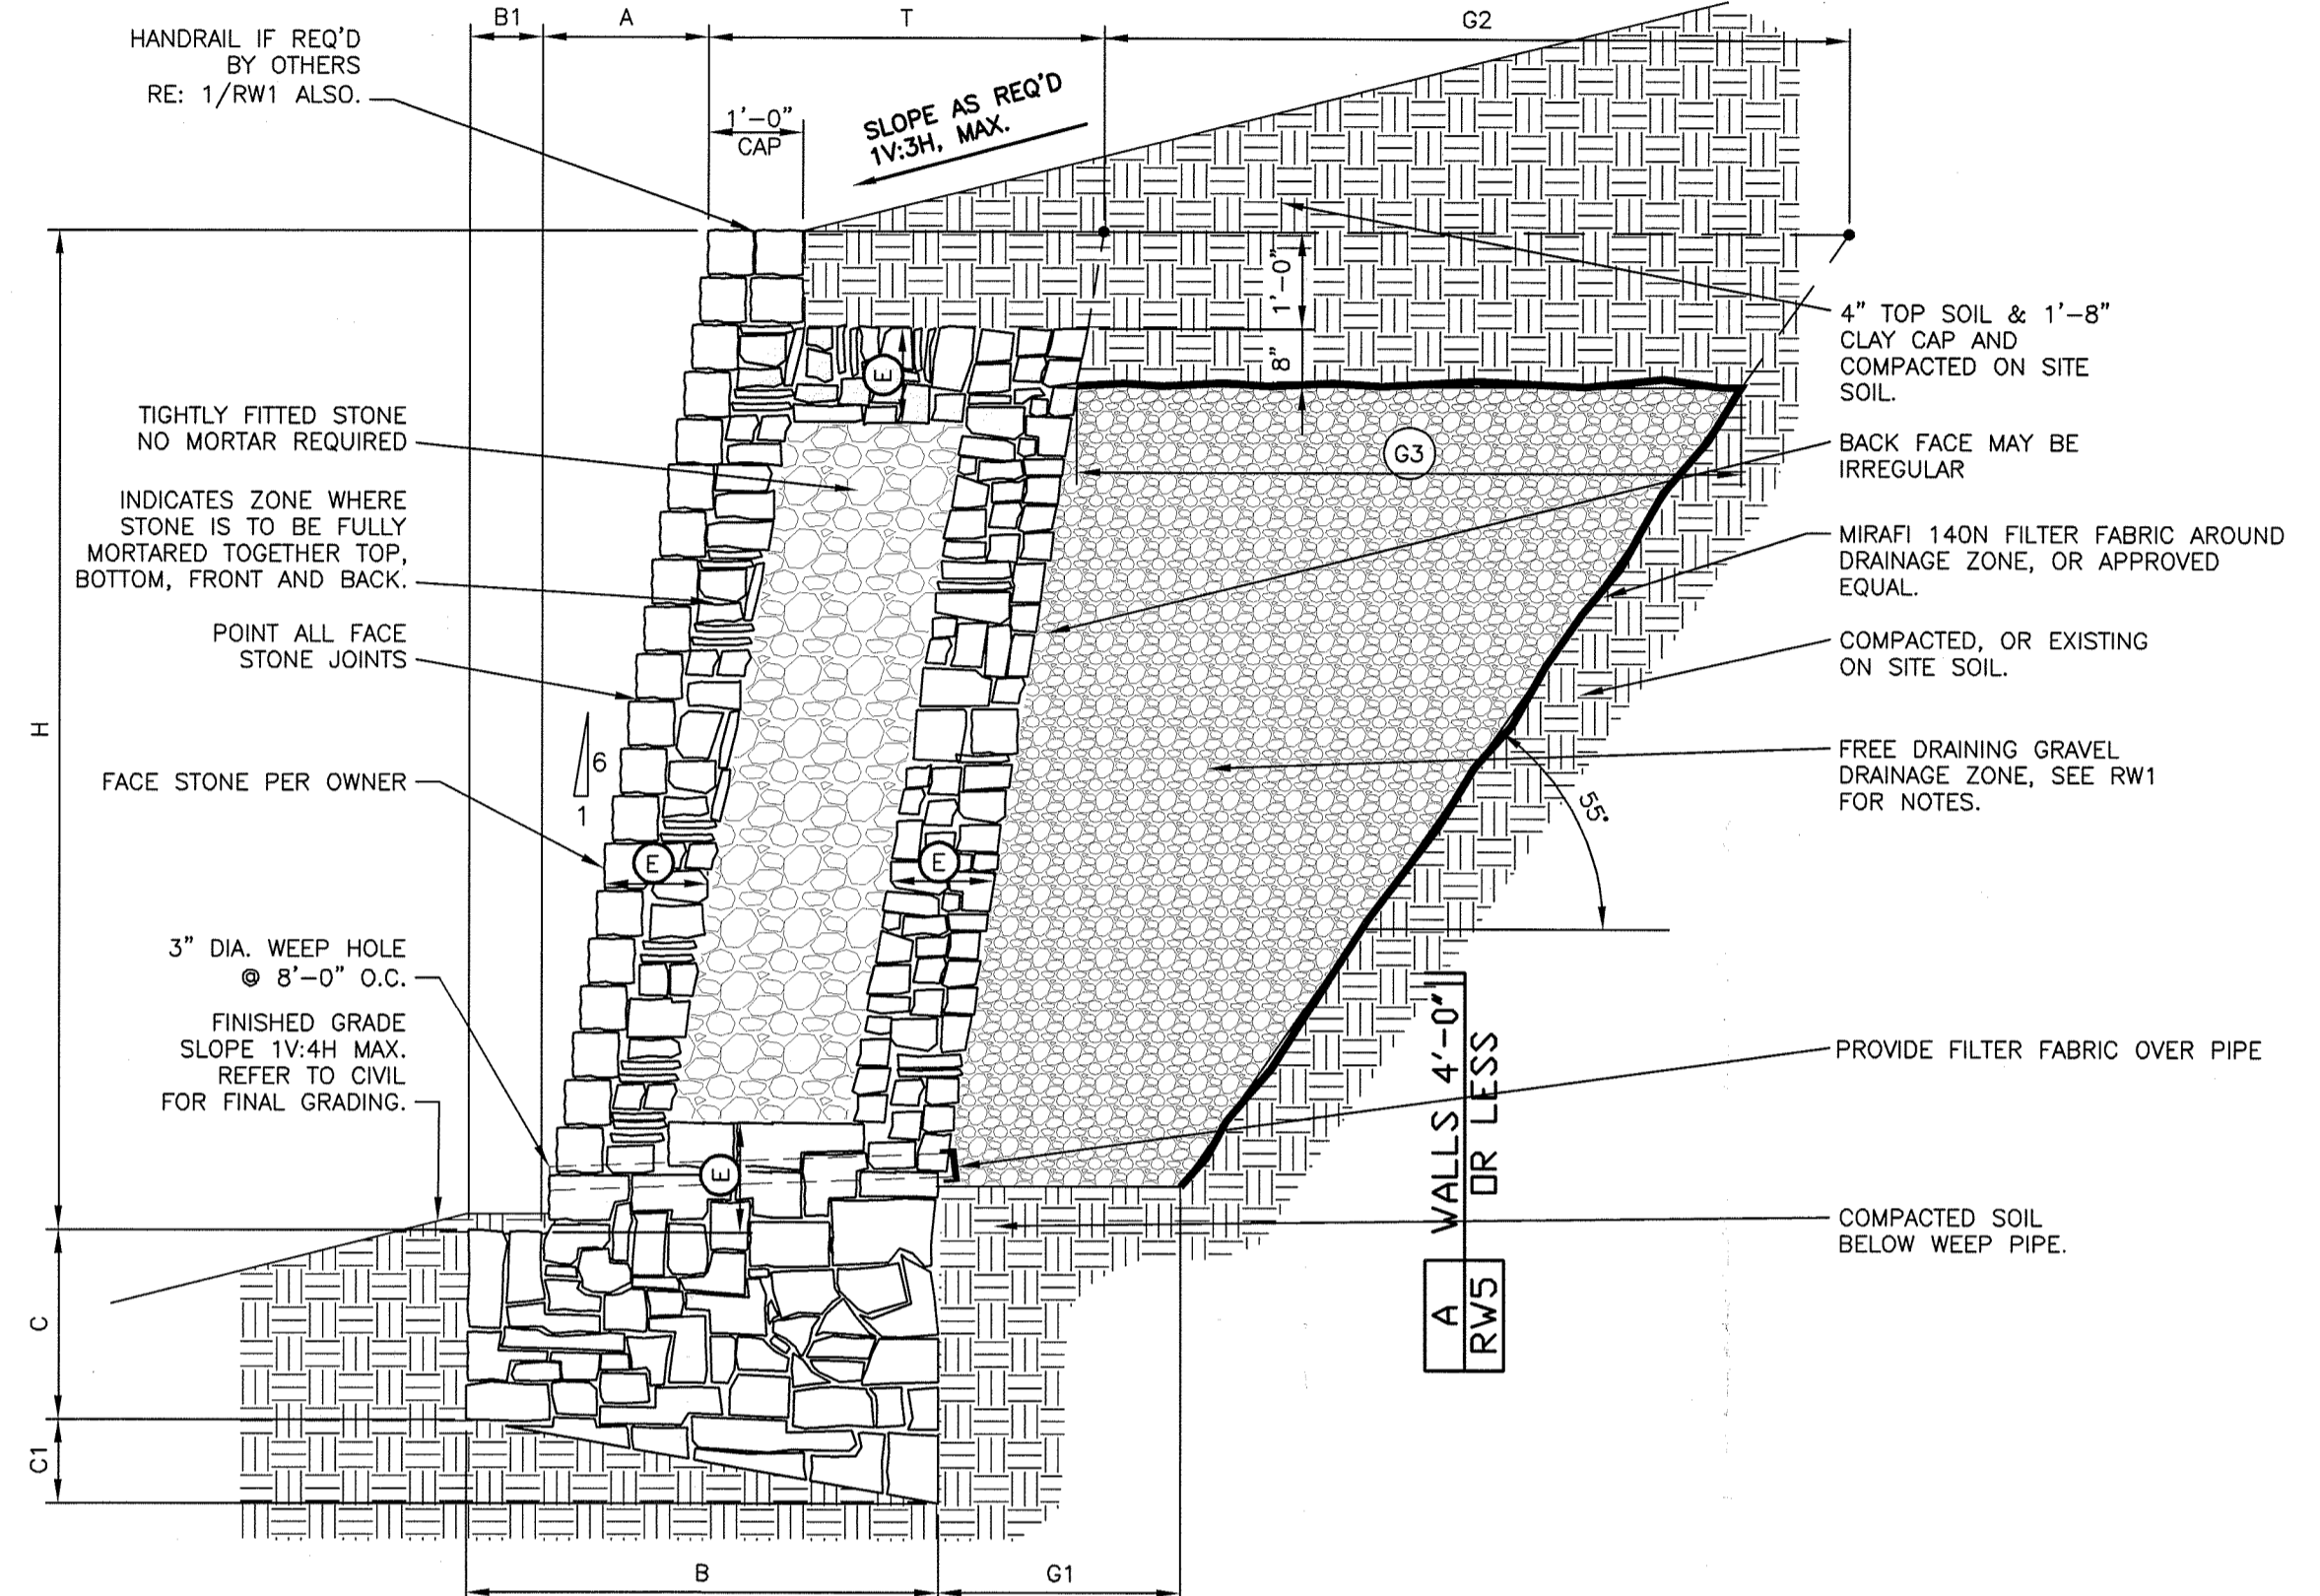 B1
A
T
G2
HANDRAIL IF REQ'D
BY OTHERS
RE: 1/RW1 ALSO.
1'-0"
CAP
SLOPE AS REQ'D
1V:3H, MAX.
1'-0"
8"
4" TOP SOIL & 1'-8"
CLAY CAP AND
COMPACTED ON SITE
SOIL.
E
TIGHTLY FITTED STONE
NO MORTAR REQUIRED
G3
BACK FACE MAY BE
IRREGULAR
INDICATES ZONE WHERE
STONE IS TO BE FULLY
MORTARED TOGETHER TOP,
BOTTOM, FRONT AND BACK.
MIRAFI 140N FILTER FABRIC AROUND
DRAINAGE ZONE, OR APPROVED
EQUAL.
POINT ALL FACE
STONE JOINTS
COMPACTED, OR EXISTING
ON SITE SOIL.
H
6
1
FACE STONE PER OWNER
FREE DRAINING GRAVEL
DRAINAGE ZONE, SEE RW1
FOR NOTES.
55°
E
E
3" DIA. WEEP HOLE
@ 8'-0" O.C.
FINISHED GRADE
SLOPE 1V:4H MAX.
REFER TO CIVIL
FOR FINAL GRADING.
PROVIDE FILTER FABRIC OVER PIPE
E
A
WALLS 4'-0"
RW5
OR LESS
COMPACTED SOIL
BELOW WEEP PIPE.
C
C1
B
G1